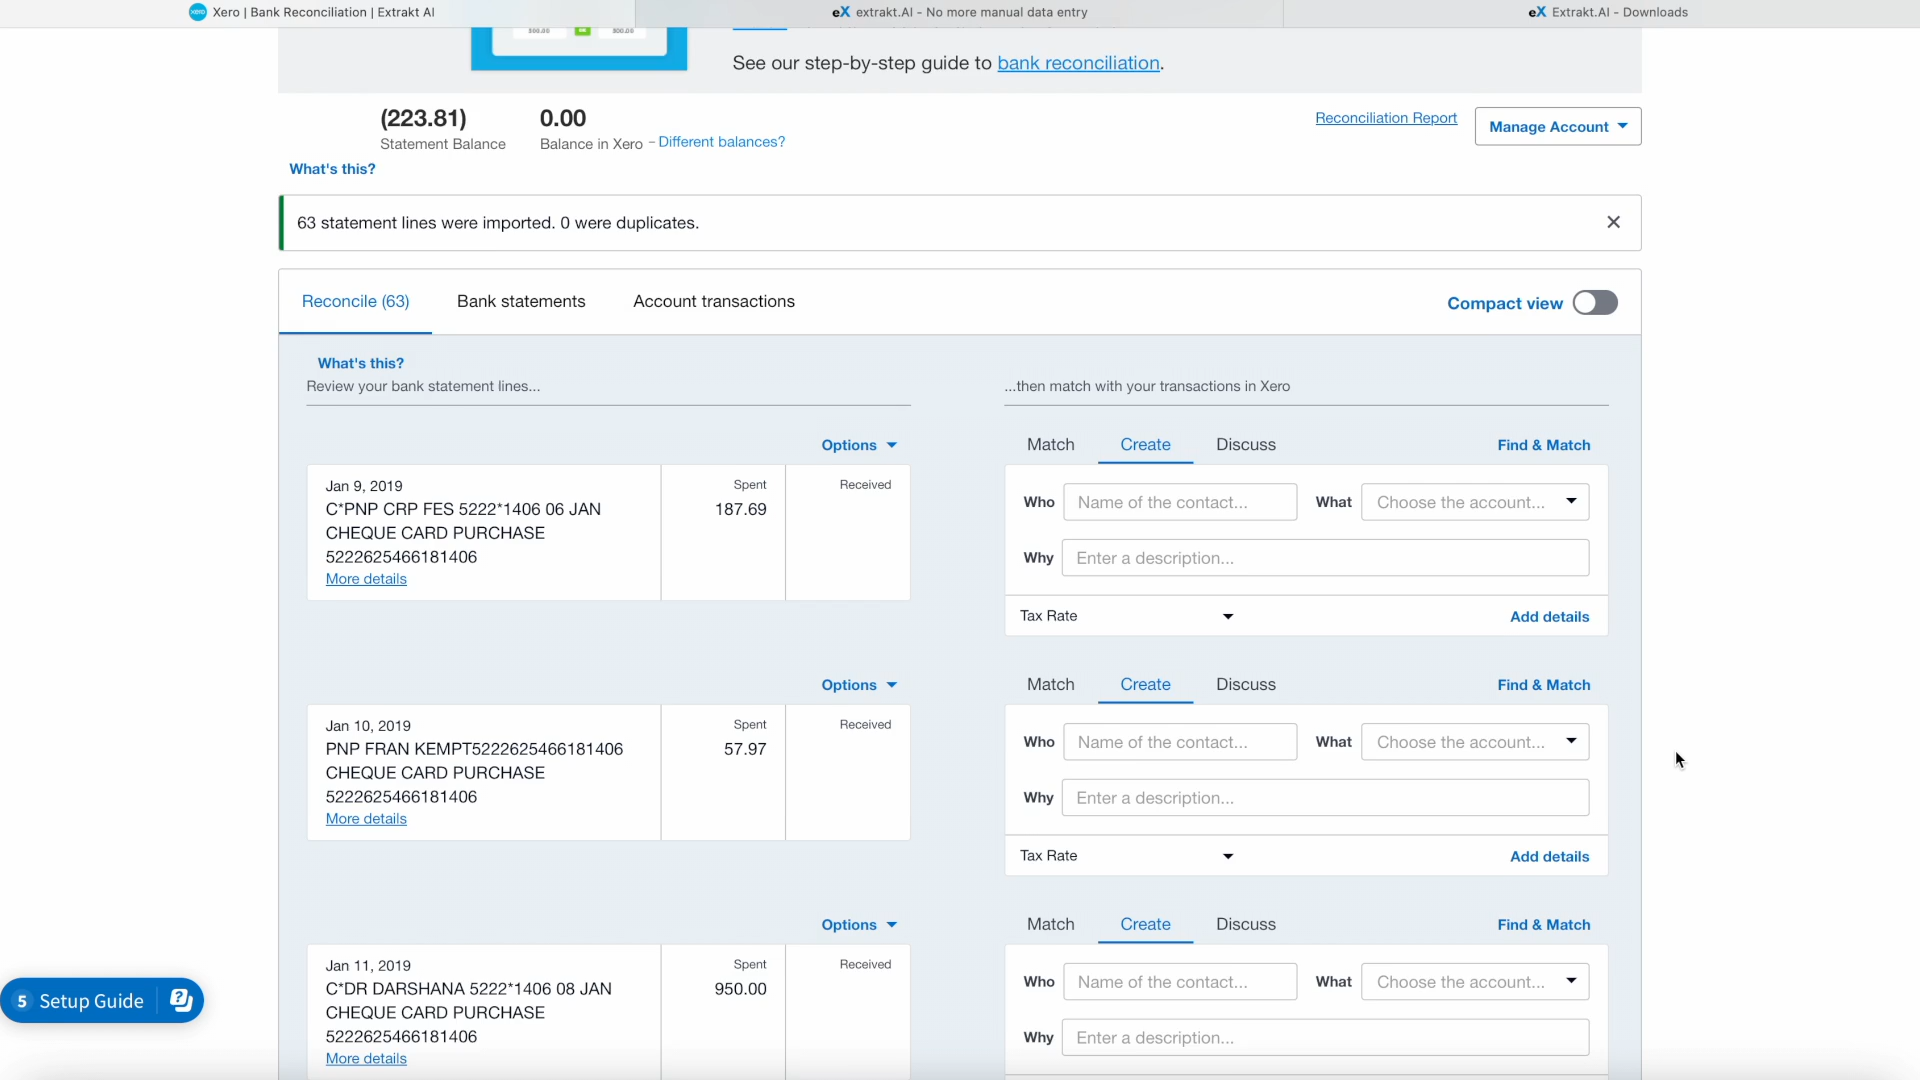 Xero | Bank Reconciliation | Extrakt AI
eX extrakt.AI - No more manual data entry
eX Extrakt.AI - Downloads
See our step-by-step guide to bank reconciliation.
(223.81)
Statement Balance
0.00
Balance in Xero - Different balances?
Reconciliation Report
Manage Account
What's this?
63 statement lines were imported. 0 were duplicates.
Reconcile (63)
Bank statements
Account transactions
Compact view
What's this?
Review your bank statement lines...
...then match with your transactions in Xero
Options
Match
Create
Discuss
Find & Match
Jan 9, 2019
C*PNP CRP FES 5222*1406 06 JAN
CHEQUE CARD PURCHASE
5222625466181406
More details
Spent
187.69
Received
Who
Name of the contact...
What
Choose the account...
Why
Enter a description...
Tax Rate
Add details
Options
Match
Create
Discuss
Find & Match
Jan 10, 2019
PNP FRAN KEMPT5222625466181406
CHEQUE CARD PURCHASE
5222625466181406
More details
Spent
57.97
Received
Who
Name of the contact...
What
Choose the account...
Why
Enter a description...
Tax Rate
Add details
Options
Match
Create
Discuss
Find & Match
Jan 11, 2019
C*DR DARSHANA 5222*1406 08 JAN
CHEQUE CARD PURCHASE
5222625466181406
More details
Spent
950.00
Received
Who
Name of the contact...
What
Choose the account...
Why
Enter a description...
5 Setup Guide